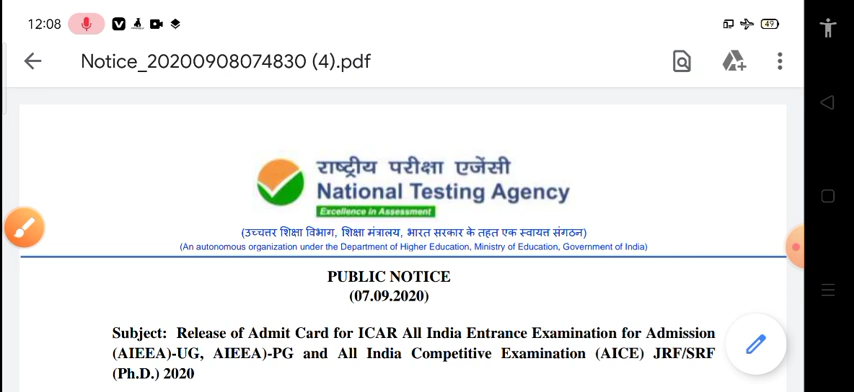 12:08
49
Notice_20200908074830 (4).pdf
राष्ट्रीय परीक्षा एजेंसी
National Testing Agency
Excellence in Assessment
(उच्चत्तर शिक्षा विभाग, शिक्षा मंत्रालय, भारत सरकार के तहत एक स्वायत्त संगठन)
(An autonomous organization under the Department of Higher Education, Ministry of Education, Government of India)
PUBLIC NOTICE
(07.09.2020)
Subject: Release of Admit Card for ICAR All India Entrance Examination for Admission
(AIEEA)-UG, AIEEA)-PG and All India Competitive Examination (AICE) JRF/SRF
(Ph.D.) 2020